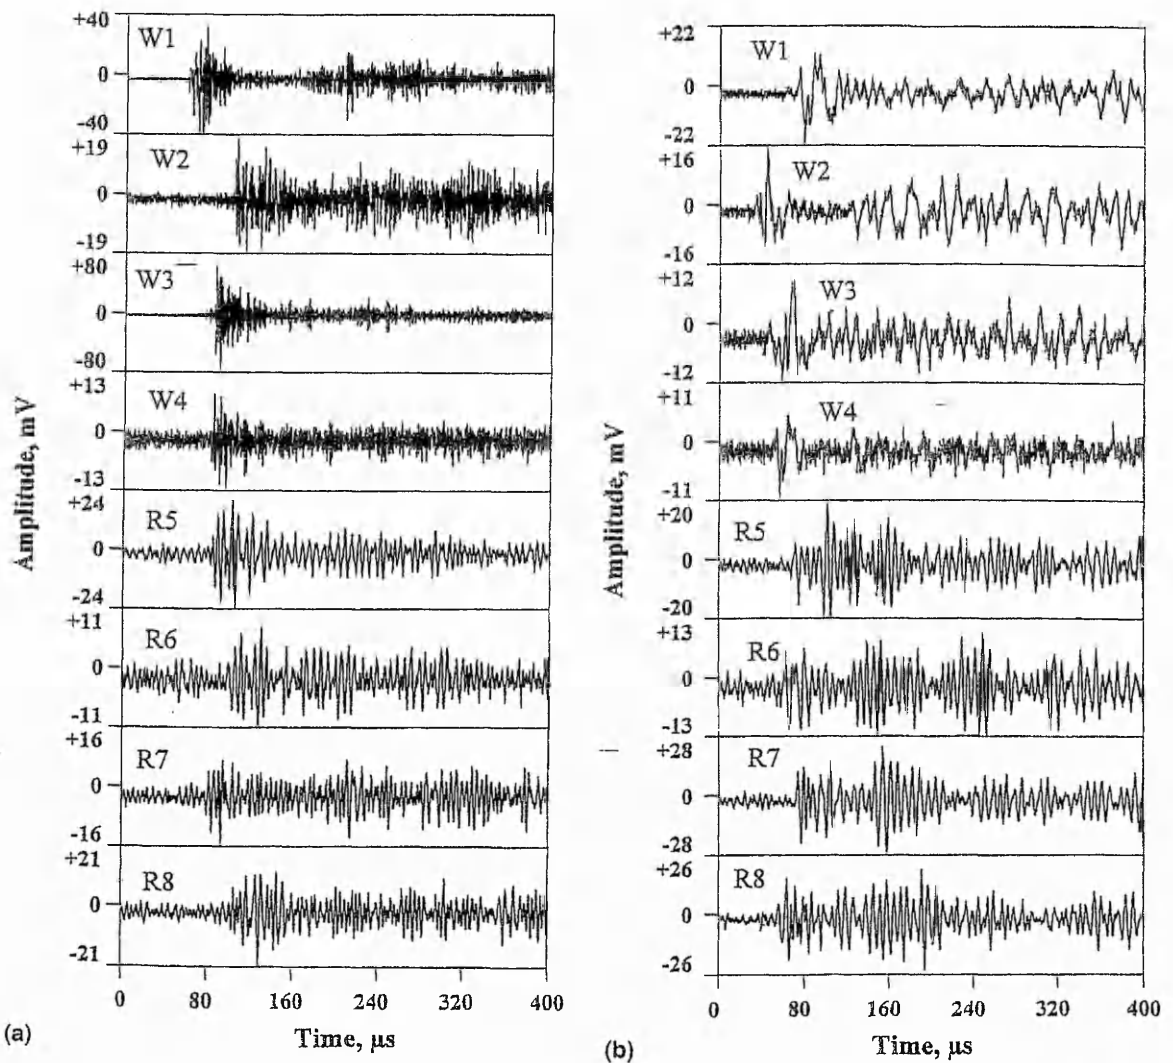 +40
W1
0
-40
+19
W2
0
-19
+80
W3
0
-80
+13
W4
0
-13
+24
R5
0
-24
+11
R6
0
-11
+16
R7
0
-16
+21
R8
0
-21
Amplitude, mV
0 80 160 240 320 400
Time, µs
(a)
+22
W1
0
-22
+16
W2
0
-16
+12
W3
0
-12
+11
W4
0
-11
+20
R5
0
-20
+13
R6
0
-13
+28
R7
0
-28
+26
R8
0
-26
Amplitude, mV
0 80 160 240 320 400
Time, µs
(b)